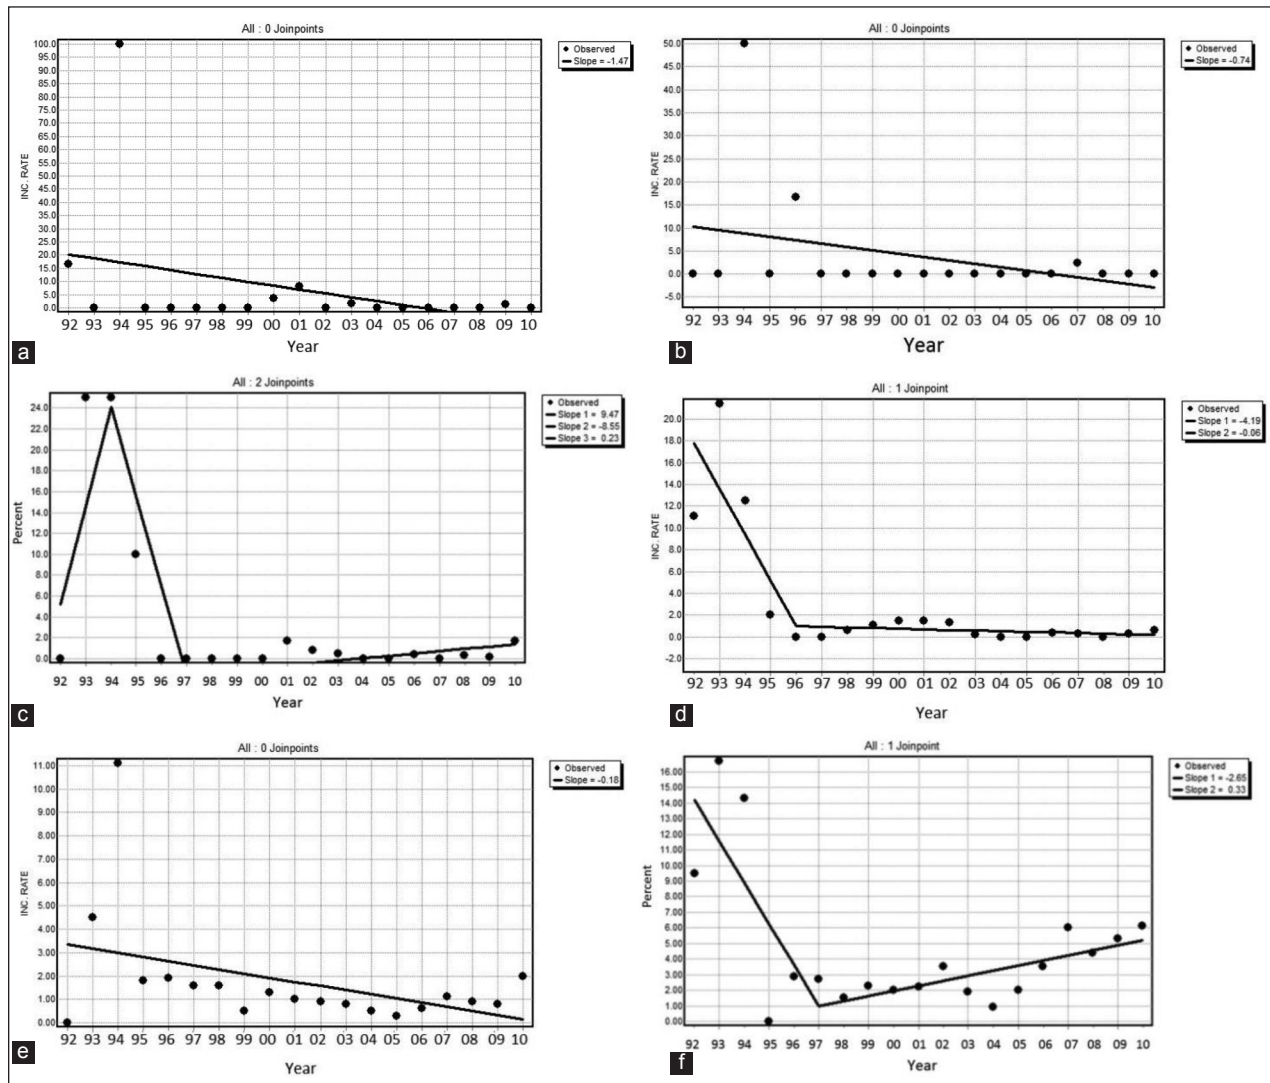 All : 0 Joinpoints
Observed
Slope = -1.47
INC. RATE
100.0
95.0
90.0
85.0
80.0
75.0
70.0
65.0
60.0
55.0
50.0
45.0
40.0
35.0
30.0
25.0
20.0
15.0
10.0
5.0
0.0
92 93 94 95 96 97 98 99 00 01 02 03 04 05 06 07 08 09 10
Year
a
All : 0 Joinpoints
Observed
Slope = -0.74
INC. RATE
50.0
45.0
40.0
35.0
30.0
25.0
20.0
15.0
10.0
5.0
0.0
-5.0
92 93 94 95 96 97 98 99 00 01 02 03 04 05 06 07 08 09 10
Year
b
All : 2 Joinpoints
Observed
Slope 1 = 9.47
Slope 2 = -8.55
Slope 3 = 0.23
Percent
24.0
22.0
20.0
18.0
16.0
14.0
12.0
10.0
8.0
6.0
4.0
2.0
0.0
92 93 94 95 96 97 98 99 00 01 02 03 04 05 06 07 08 09 10
Year
c
All : 1 Joinpoint
Observed
Slope 1 = -4.19
Slope 2 = -0.06
INC. RATE
20.0
18.0
16.0
14.0
12.0
10.0
8.0
6.0
4.0
2.0
0.0
-2.0
92 93 94 95 96 97 98 99 00 01 02 03 04 05 06 07 08 09 10
Year
d
All : 0 Joinpoints
Observed
Slope = -0.18
INC. RATE
11.00
10.00
9.00
8.00
7.00
6.00
5.00
4.00
3.00
2.00
1.00
0.00
92 93 94 95 96 97 98 99 00 01 02 03 04 05 06 07 08 09 10
Year
e
All : 1 Joinpoint
Observed
Slope 1 = -2.65
Slope 2 = 0.33
Percent
16.00
15.00
14.00
13.00
12.00
11.00
10.00
9.00
8.00
7.00
6.00
5.00
4.00
3.00
2.00
1.00
0.00
92 93 94 95 96 97 98 99 00 01 02 03 04 05 06 07 08 09 10
Year
f